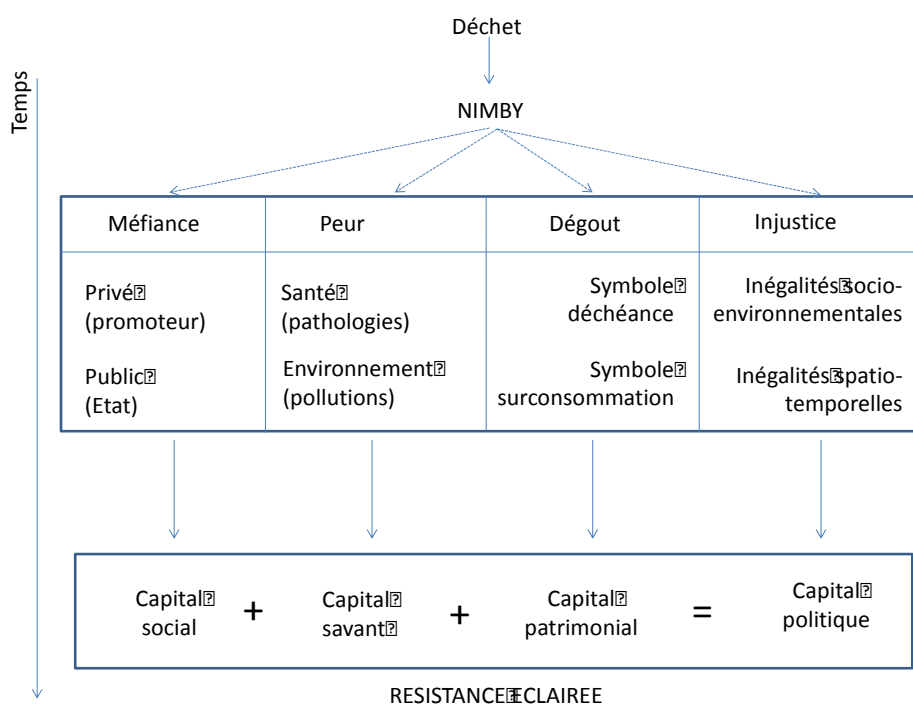 Déchet
Temps
NIMBY
Méfiance
Peur
Dégout
Injustice
Privé
(promoteur)
Santé
(pathologies)
Symbole
déchéance
Inégalités socio-
environnementales
Public
(Etat)
Environnement
(pollutions)
Symbole
surconsommation
Inégalités spatio-
temporelles
Capital
social
+
Capital
savant
+
Capital
patrimonial
=
Capital
politique
RESISTANCE ECLAIREE